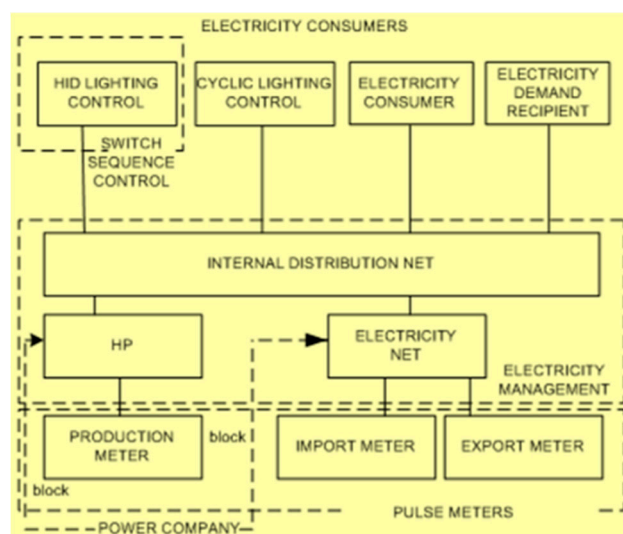 ELECTRICITY CONSUMERS
HID LIGHTING
CONTROL
CYCLIC LIGHTING
CONTROL
ELECTRICITY
CONSUMER
ELECTRICITY
DEMAND
RECIPIENT
SWITCH
SEQUENCE
CONTROL
INTERNAL DISTRIBUTION NET
HP
ELECTRICITY
NET
ELECTRICITY
MANAGEMENT
PRODUCTION
METER
block
IMPORT METER
EXPORT METER
block
PULSE METERS
POWER COMPANY